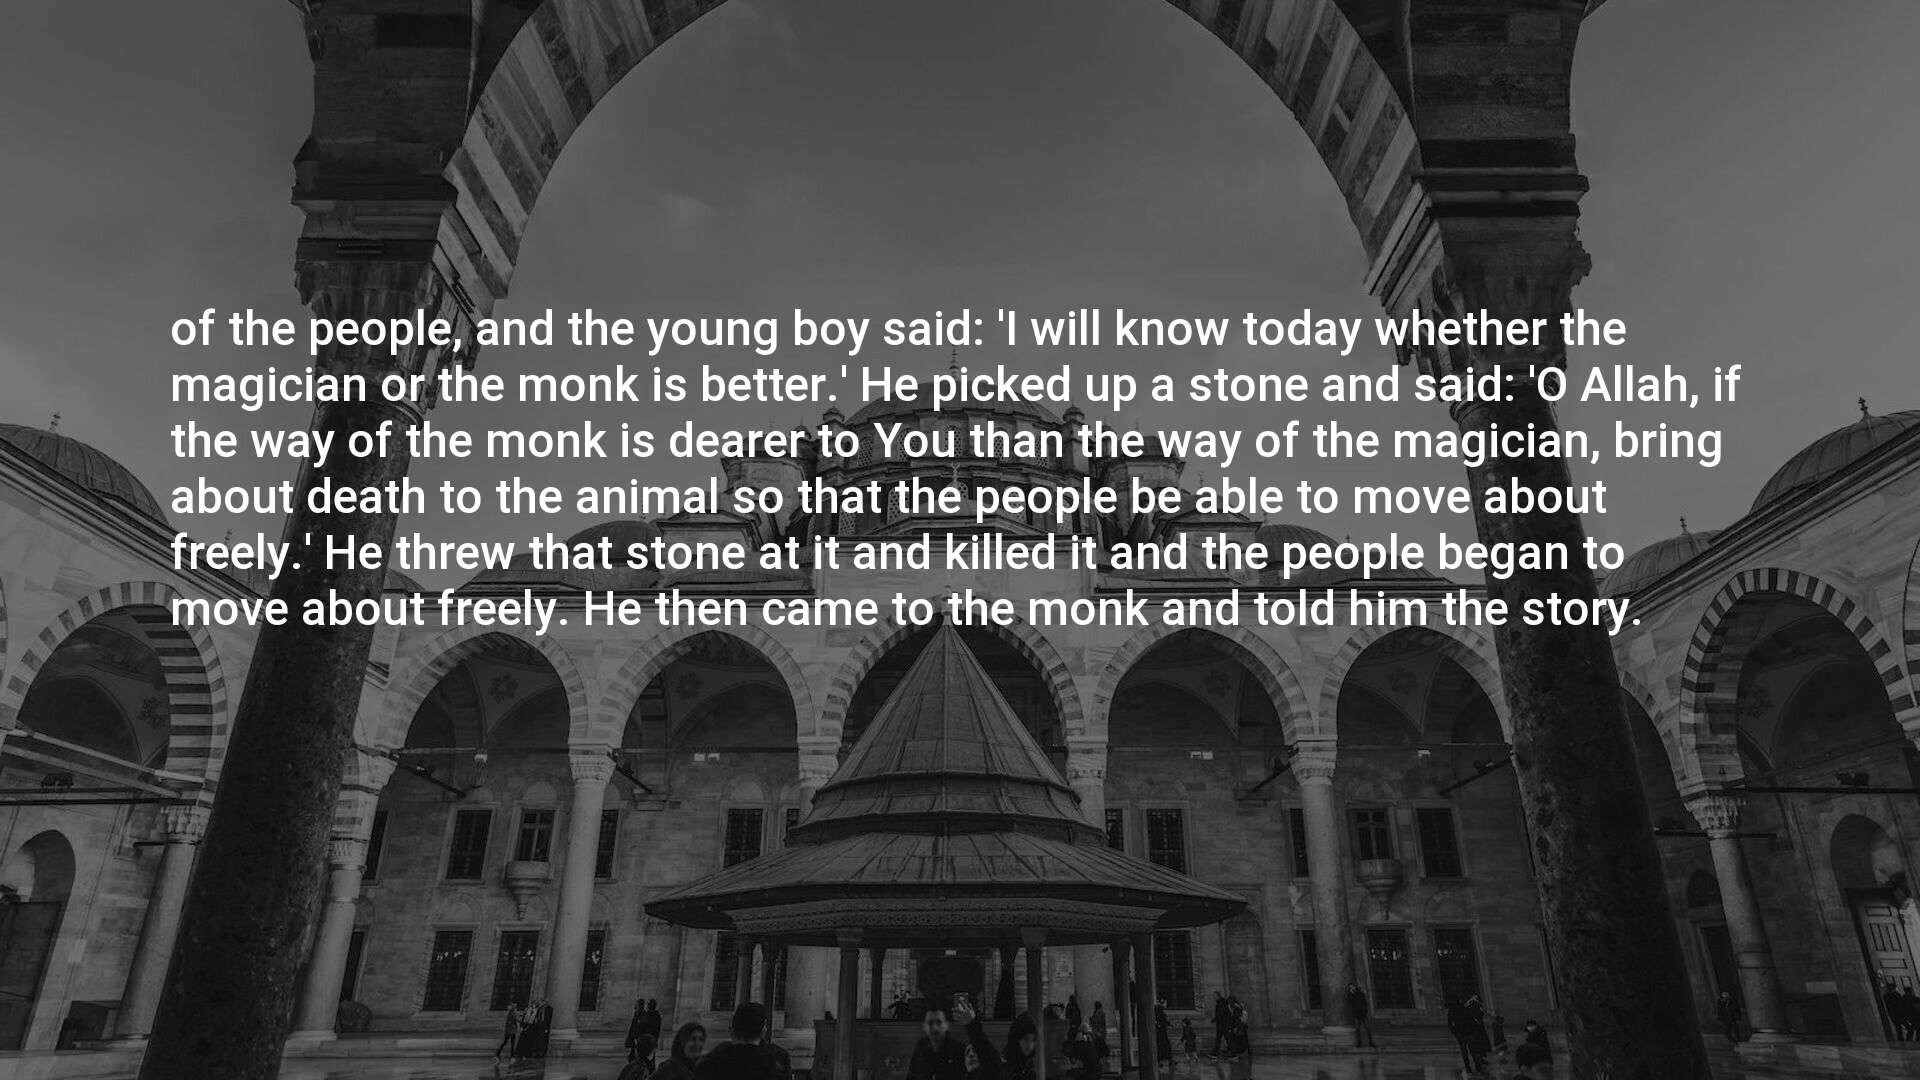 of the people, and the young boy said: 'I will know today whether the
magician or the monk is better.' He picked up a stone and said: 'O Allah, if
the way of the monk is dearer to You than the way of the magician, bring
about death to the animal so that the people be able to move about
freely.' He threw that stone at it and killed it and the people began to
move about freely. He then came to the monk and told him the story.